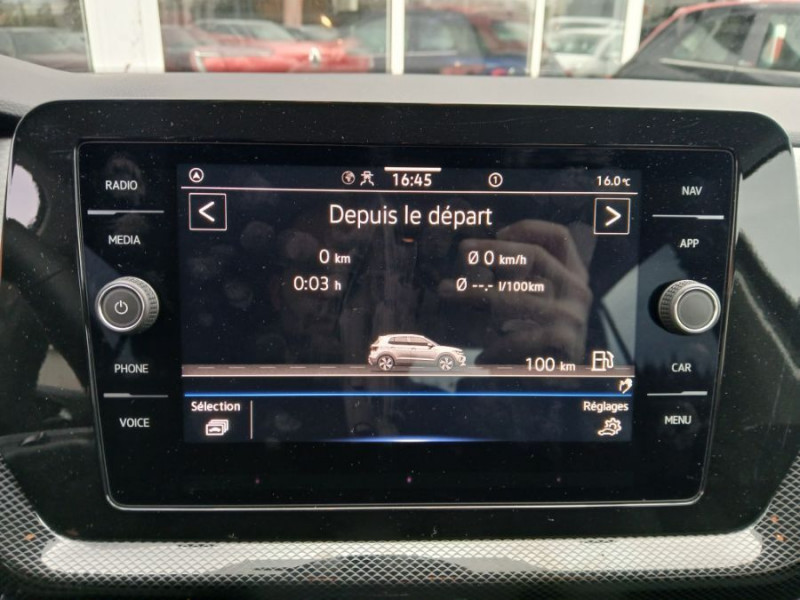 RADIO
MEDIA
PHONE
VOICE
16:45
1
16.0°C
<
Depuis le départ
>
0 km
Ø 0 km/h
0:03 h
Ø --.- l/100km
100 km
Sélection
Réglages
NAV
APP
CAR
MENU